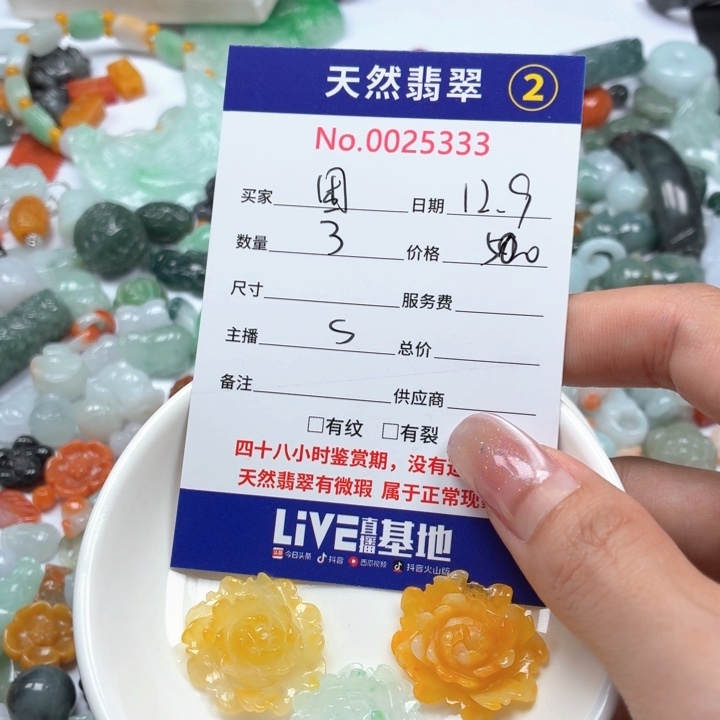 天然翡翠 2
No.0025333
买家 围 日期 12.9
数量 3 价格
尺寸 服务费
主播 S 总价
备注 供应商
□有纹 □有裂
四十八小时鉴赏期，没有
天然翡翠有微瑕 属于正常现
LiVE直播基地
今日头条 抖音 西瓜视频 抖音火山版